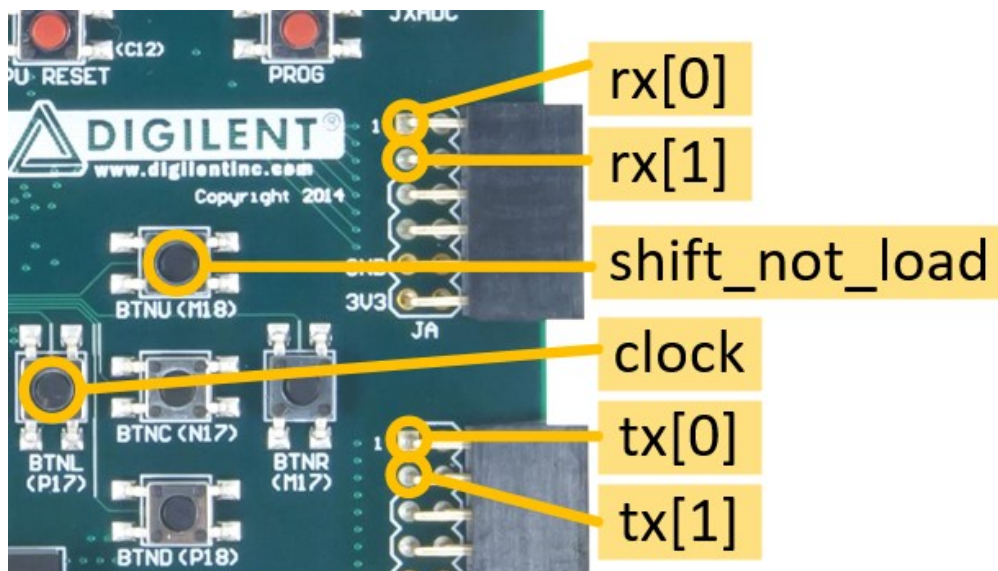 JXADC
(C12)
PU RESET
PROG
rx[0]
1
DIGILENT®
rx[1]
www.digilentinc.com
Copyright 2014
shift_not_load
GND
BTNU (M18)
3V3
JA
clock
tx[0]
BTNC (N17)
1
BTNL
(P17)
BTNR
(M17)
tx[1]
BTND (P18)